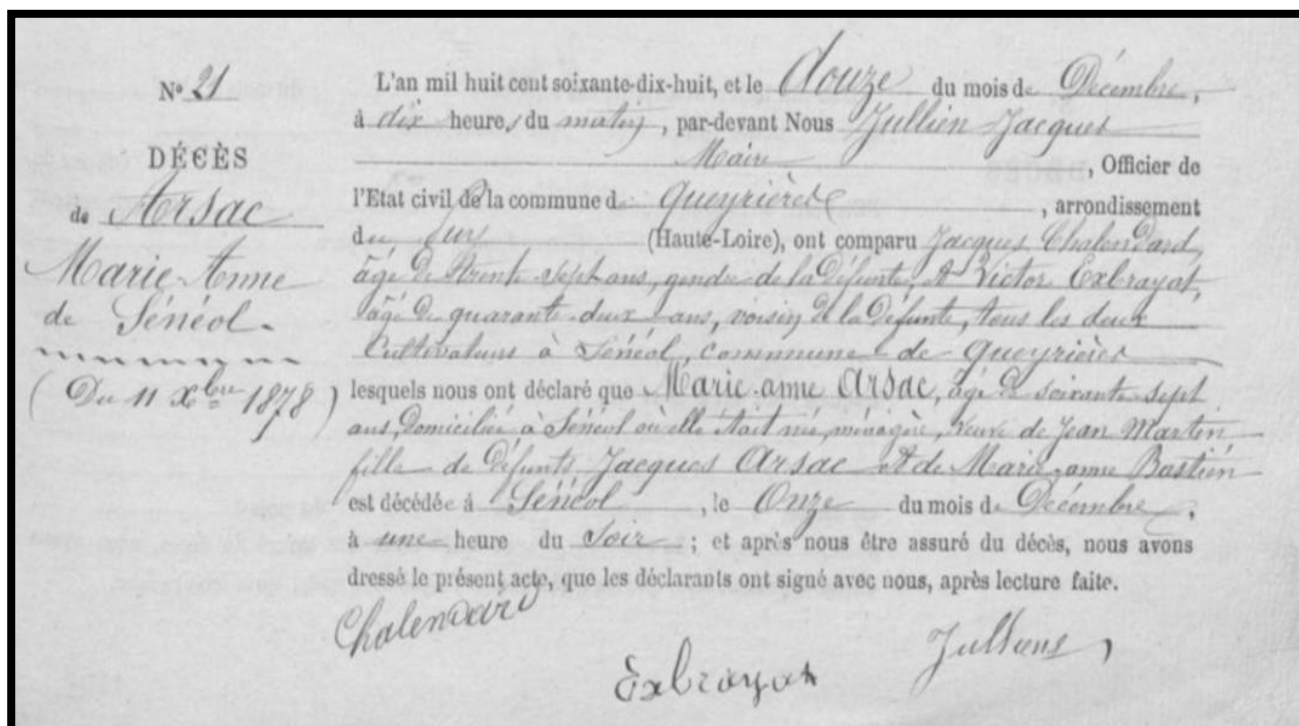 N° 21
DÉCÈS
de Arsac
Marie-Anne
de Sénéol.
(Du 11 Xbre 1878)
L'an mil huit cent soixante-dix-huit, et le douze du mois de Décembre,
à dix heures du matin, par-devant Nous Jullien Jacques
Maire, Officier de
l'Etat civil de la commune de Queyrières, arrondissement
du Puy (Haute-Loire), ont comparu Jacques Chalendard,
âgé de trente sept ans, gendre de la Défunte, et Victor Exbrayat,
âgé de quarante deux ans, voisin de la Défunte, tous les deux
Cultivateurs à Sénéol, commune de Queyrières
lesquels nous ont déclaré que Marie-anne Arsac, âgé de soixante sept
ans, Domiciliée à Sénéol où elle était née, ménagère, Veuve de Jean Martin
fille de Défunts Jacques Arsac et de Marie-anne Bastien
est décédée à Sénéol, le Onze du mois de Décembre,
à une heure du Soir ; et après nous être assuré du décès, nous avons
dressé le présent acte, que les déclarants ont signé avec nous, après lecture faite.
Chalendard
Exbrayat
Julliens